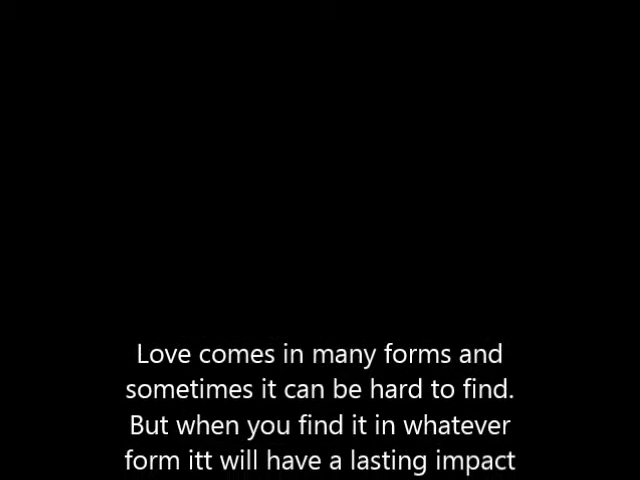 Love comes in many forms and
sometimes it can be hard to find.
But when you find it in whatever
form itt will have a lasting impact